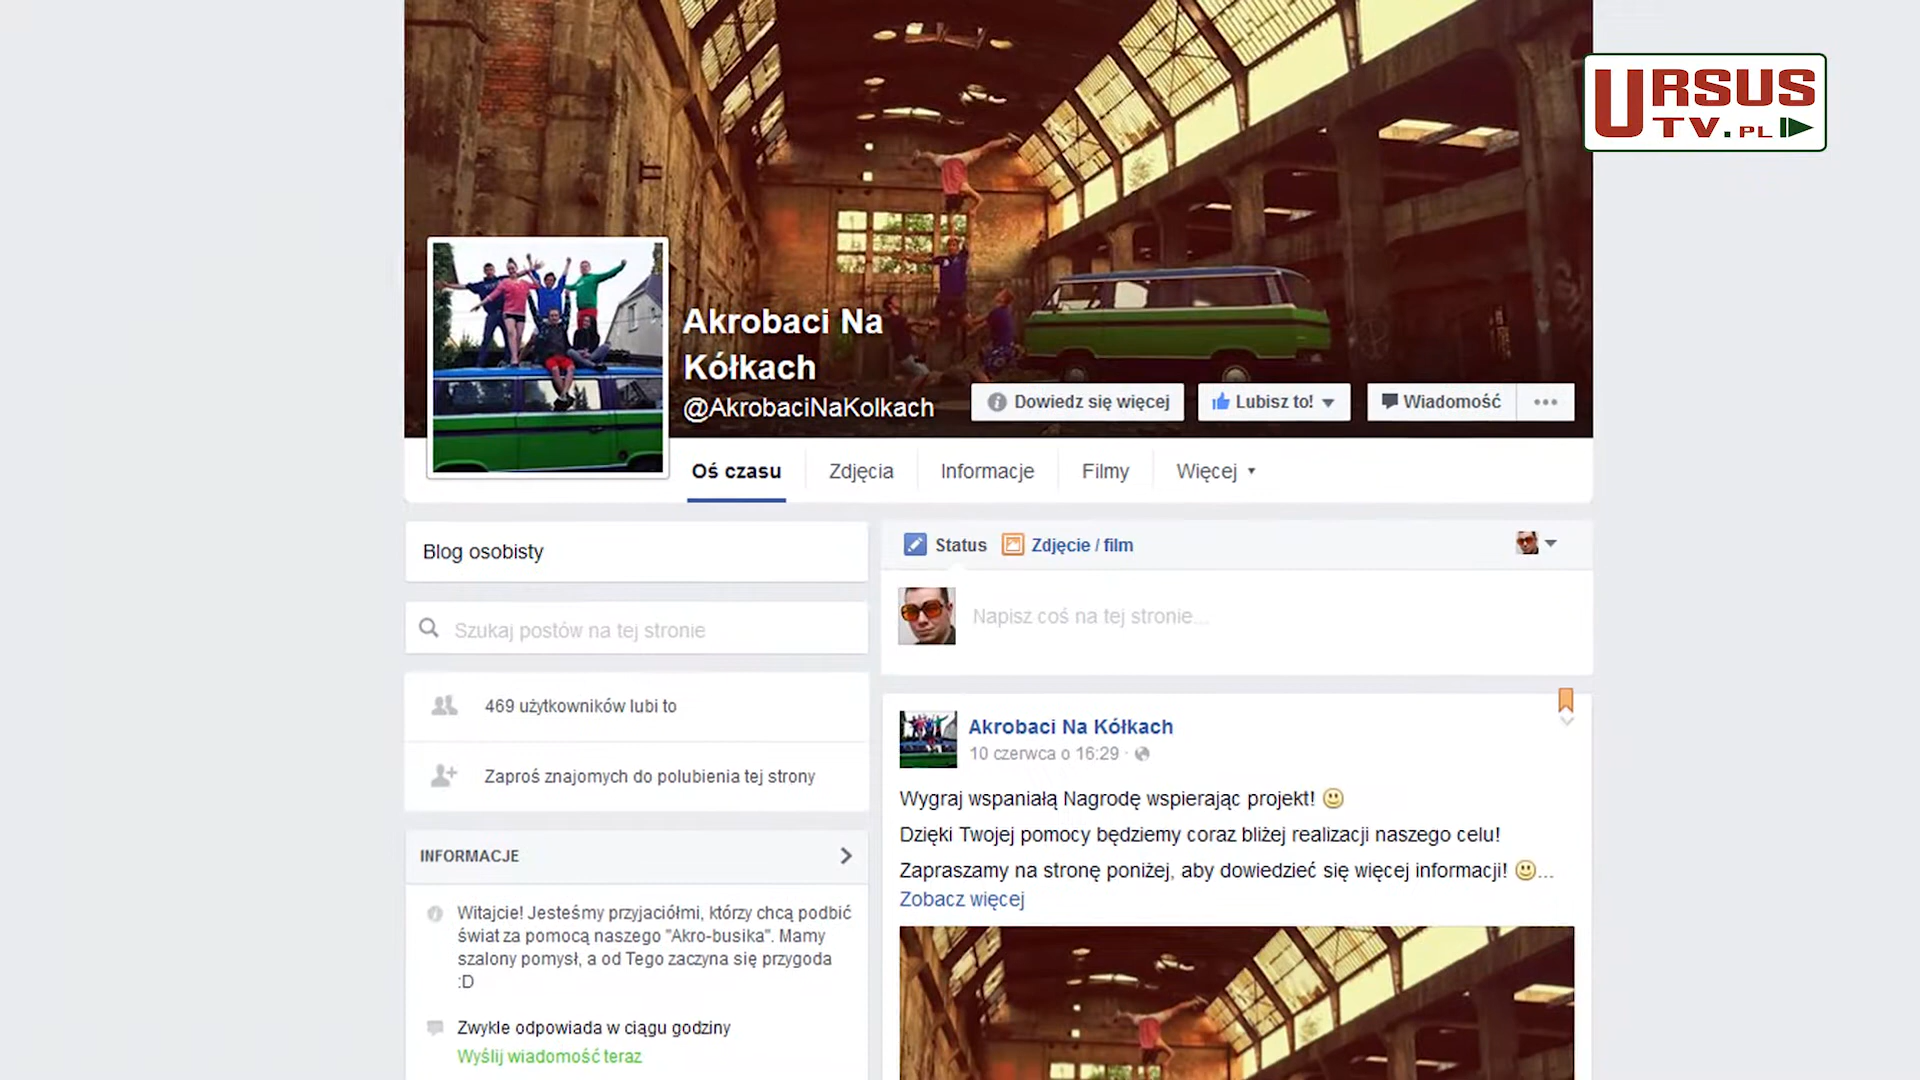 URSUS
TV.PL
Akrobaci Na
Kółkach
@AkrobaciNaKolkach
Dowiedz się więcej
Lubisz to!
Wiadomość
Oś czasu
Zdjęcia
Informacje
Filmy
Więcej
Blog osobisty
Szukaj postów na tej stronie
469 użytkowników lubi to
Zaproś znajomych do polubienia tej strony
INFORMACJE
Witajcie! Jesteśmy przyjaciółmi, którzy chcą podbić
świat za pomocą naszego "Akro-busika". Mamy
szalony pomysł, a od Tego zaczyna się przygoda
:D
Zwykle odpowiada w ciągu godziny
Wyślij wiadomość teraz
Status
Zdjęcie / film
Napisz coś na tej stronie...
Akrobaci Na Kółkach
10 czerwca o 16:29 ·
Wygraj wspaniałą Nagrodę wspierając projekt!
Dzięki Twojej pomocy będziemy coraz bliżej realizacji naszego celu!
Zapraszamy na stronę poniżej, aby dowiedzieć się więcej informacji! ...
Zobacz więcej